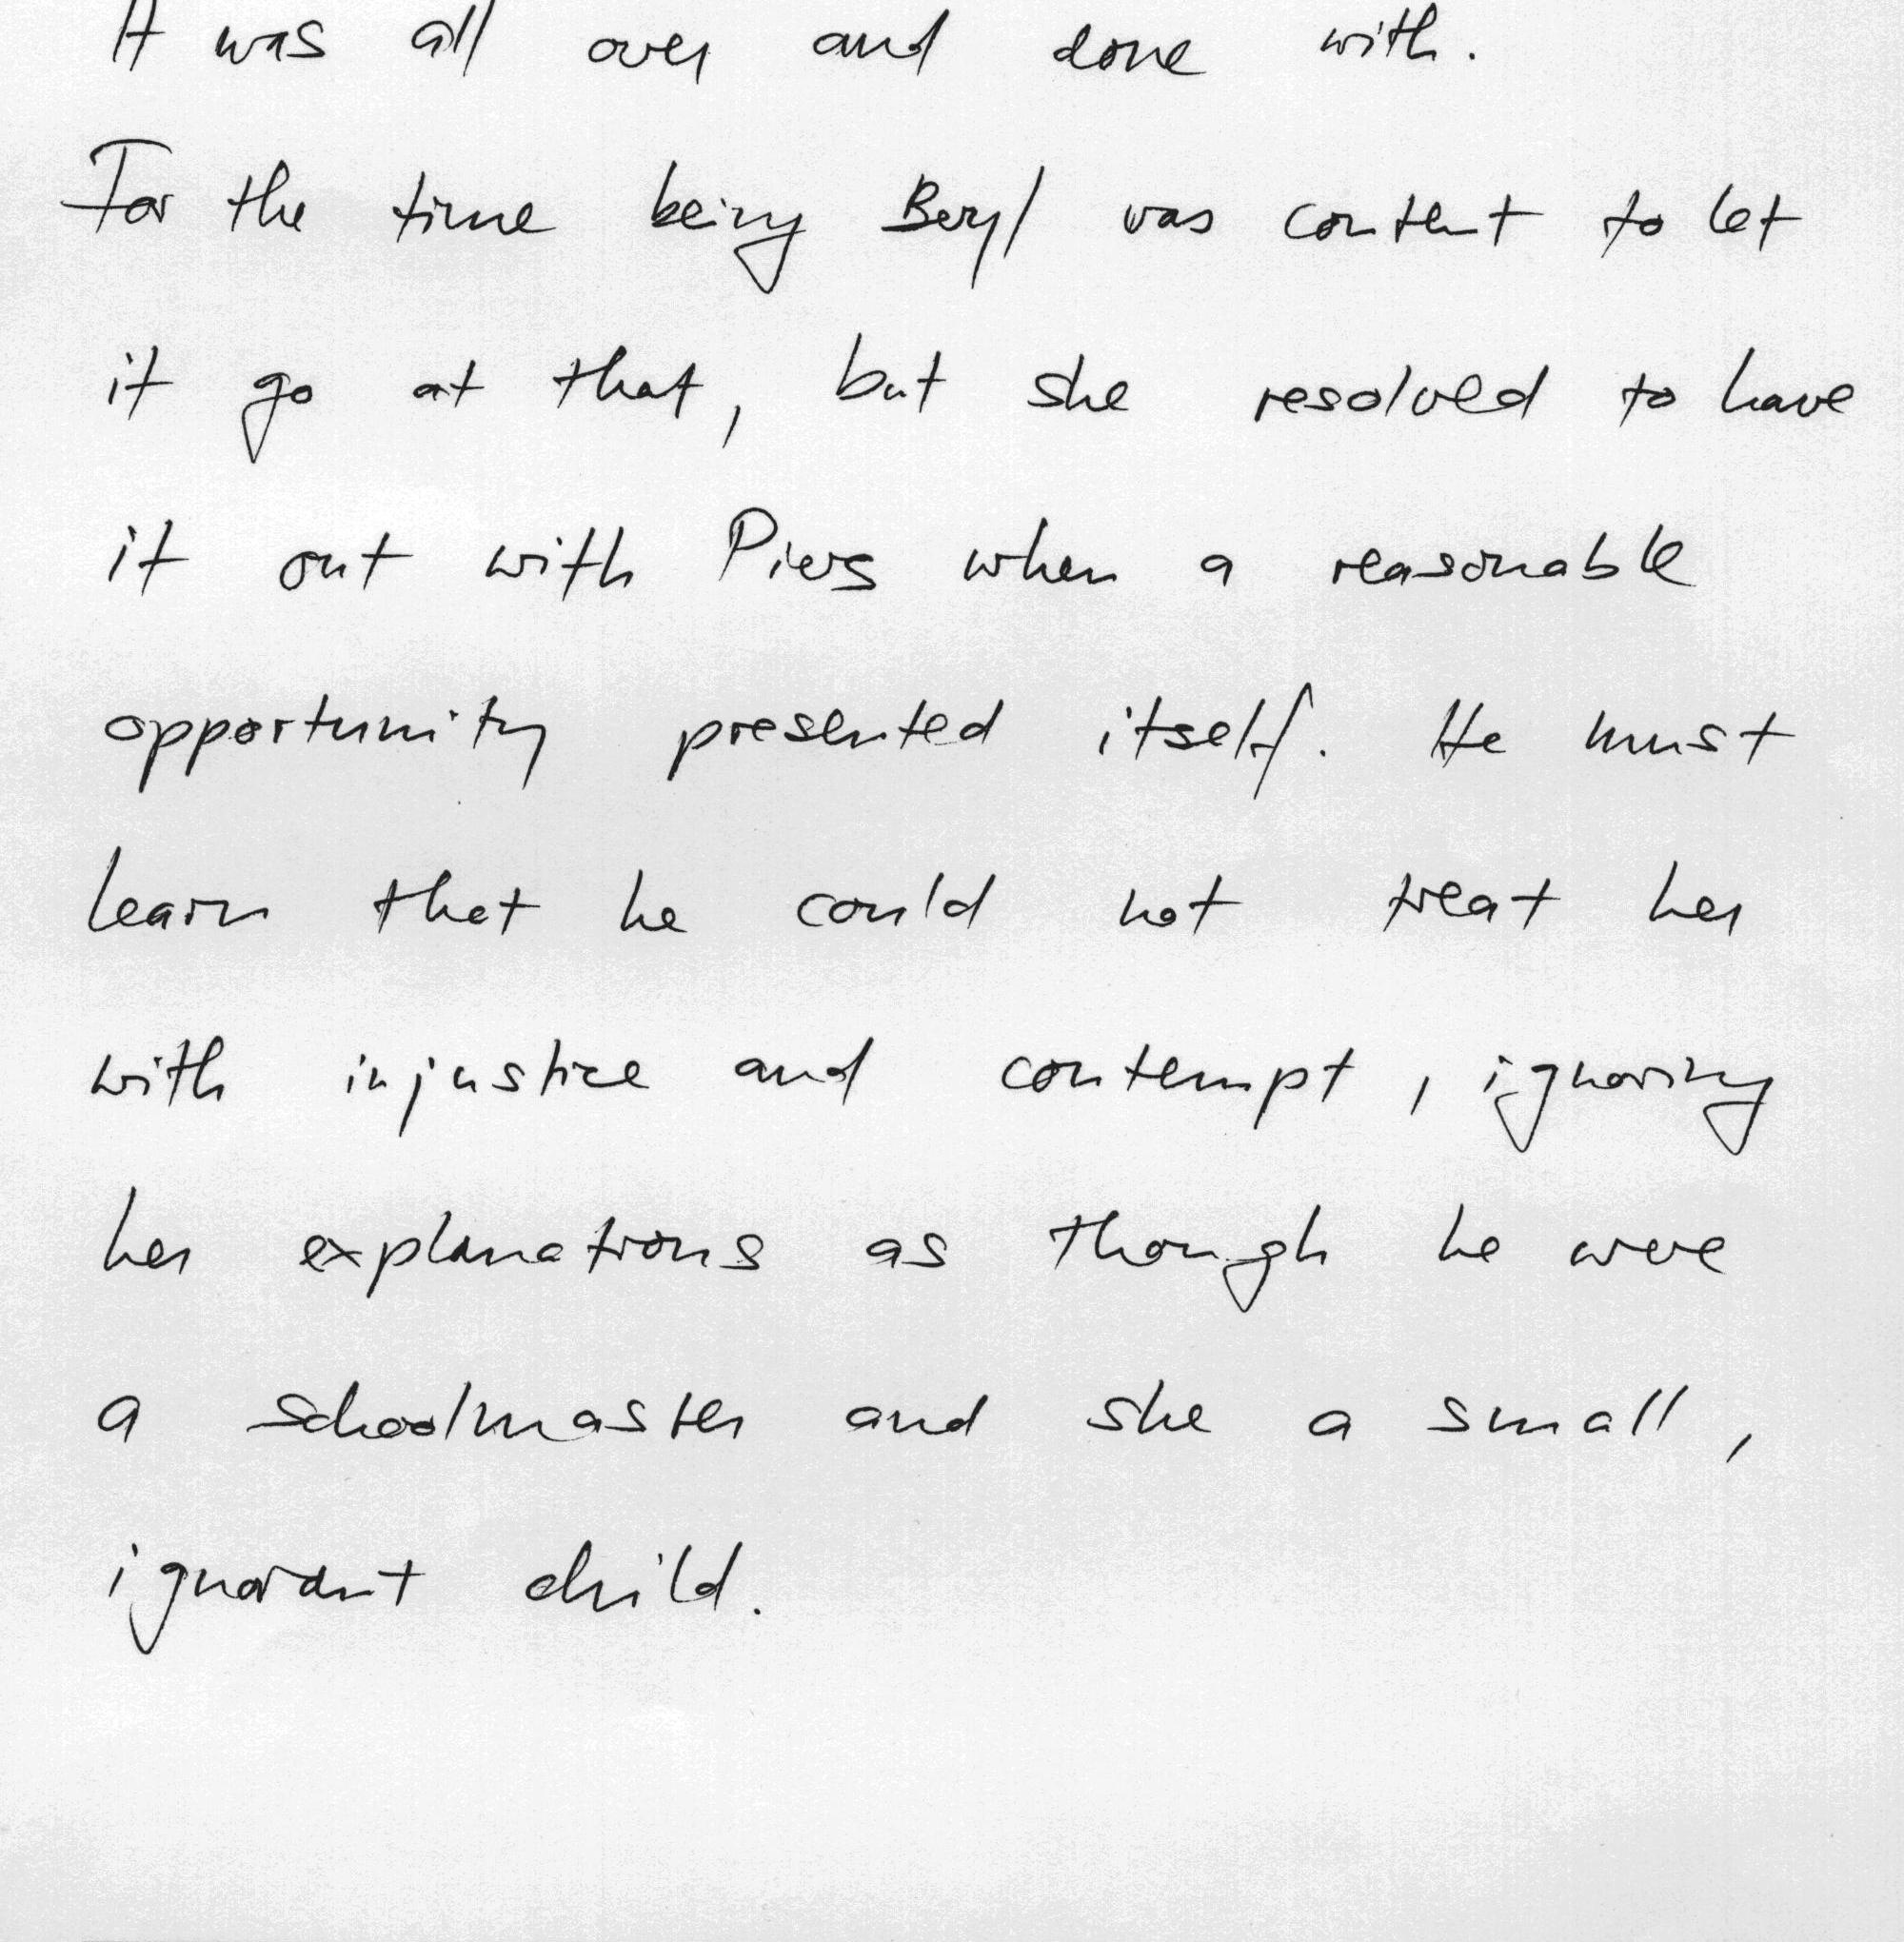 It was all over and done with.
For the time being Beryl was content to let
it go at that, but she resolved to have
it out with Piers when a reasonable
opportunity presented itself. He must
learn that he could not treat her
with injustice and contempt, ignoring
her explanations as though he were
a schoolmaster and she a small,
ignorant child.